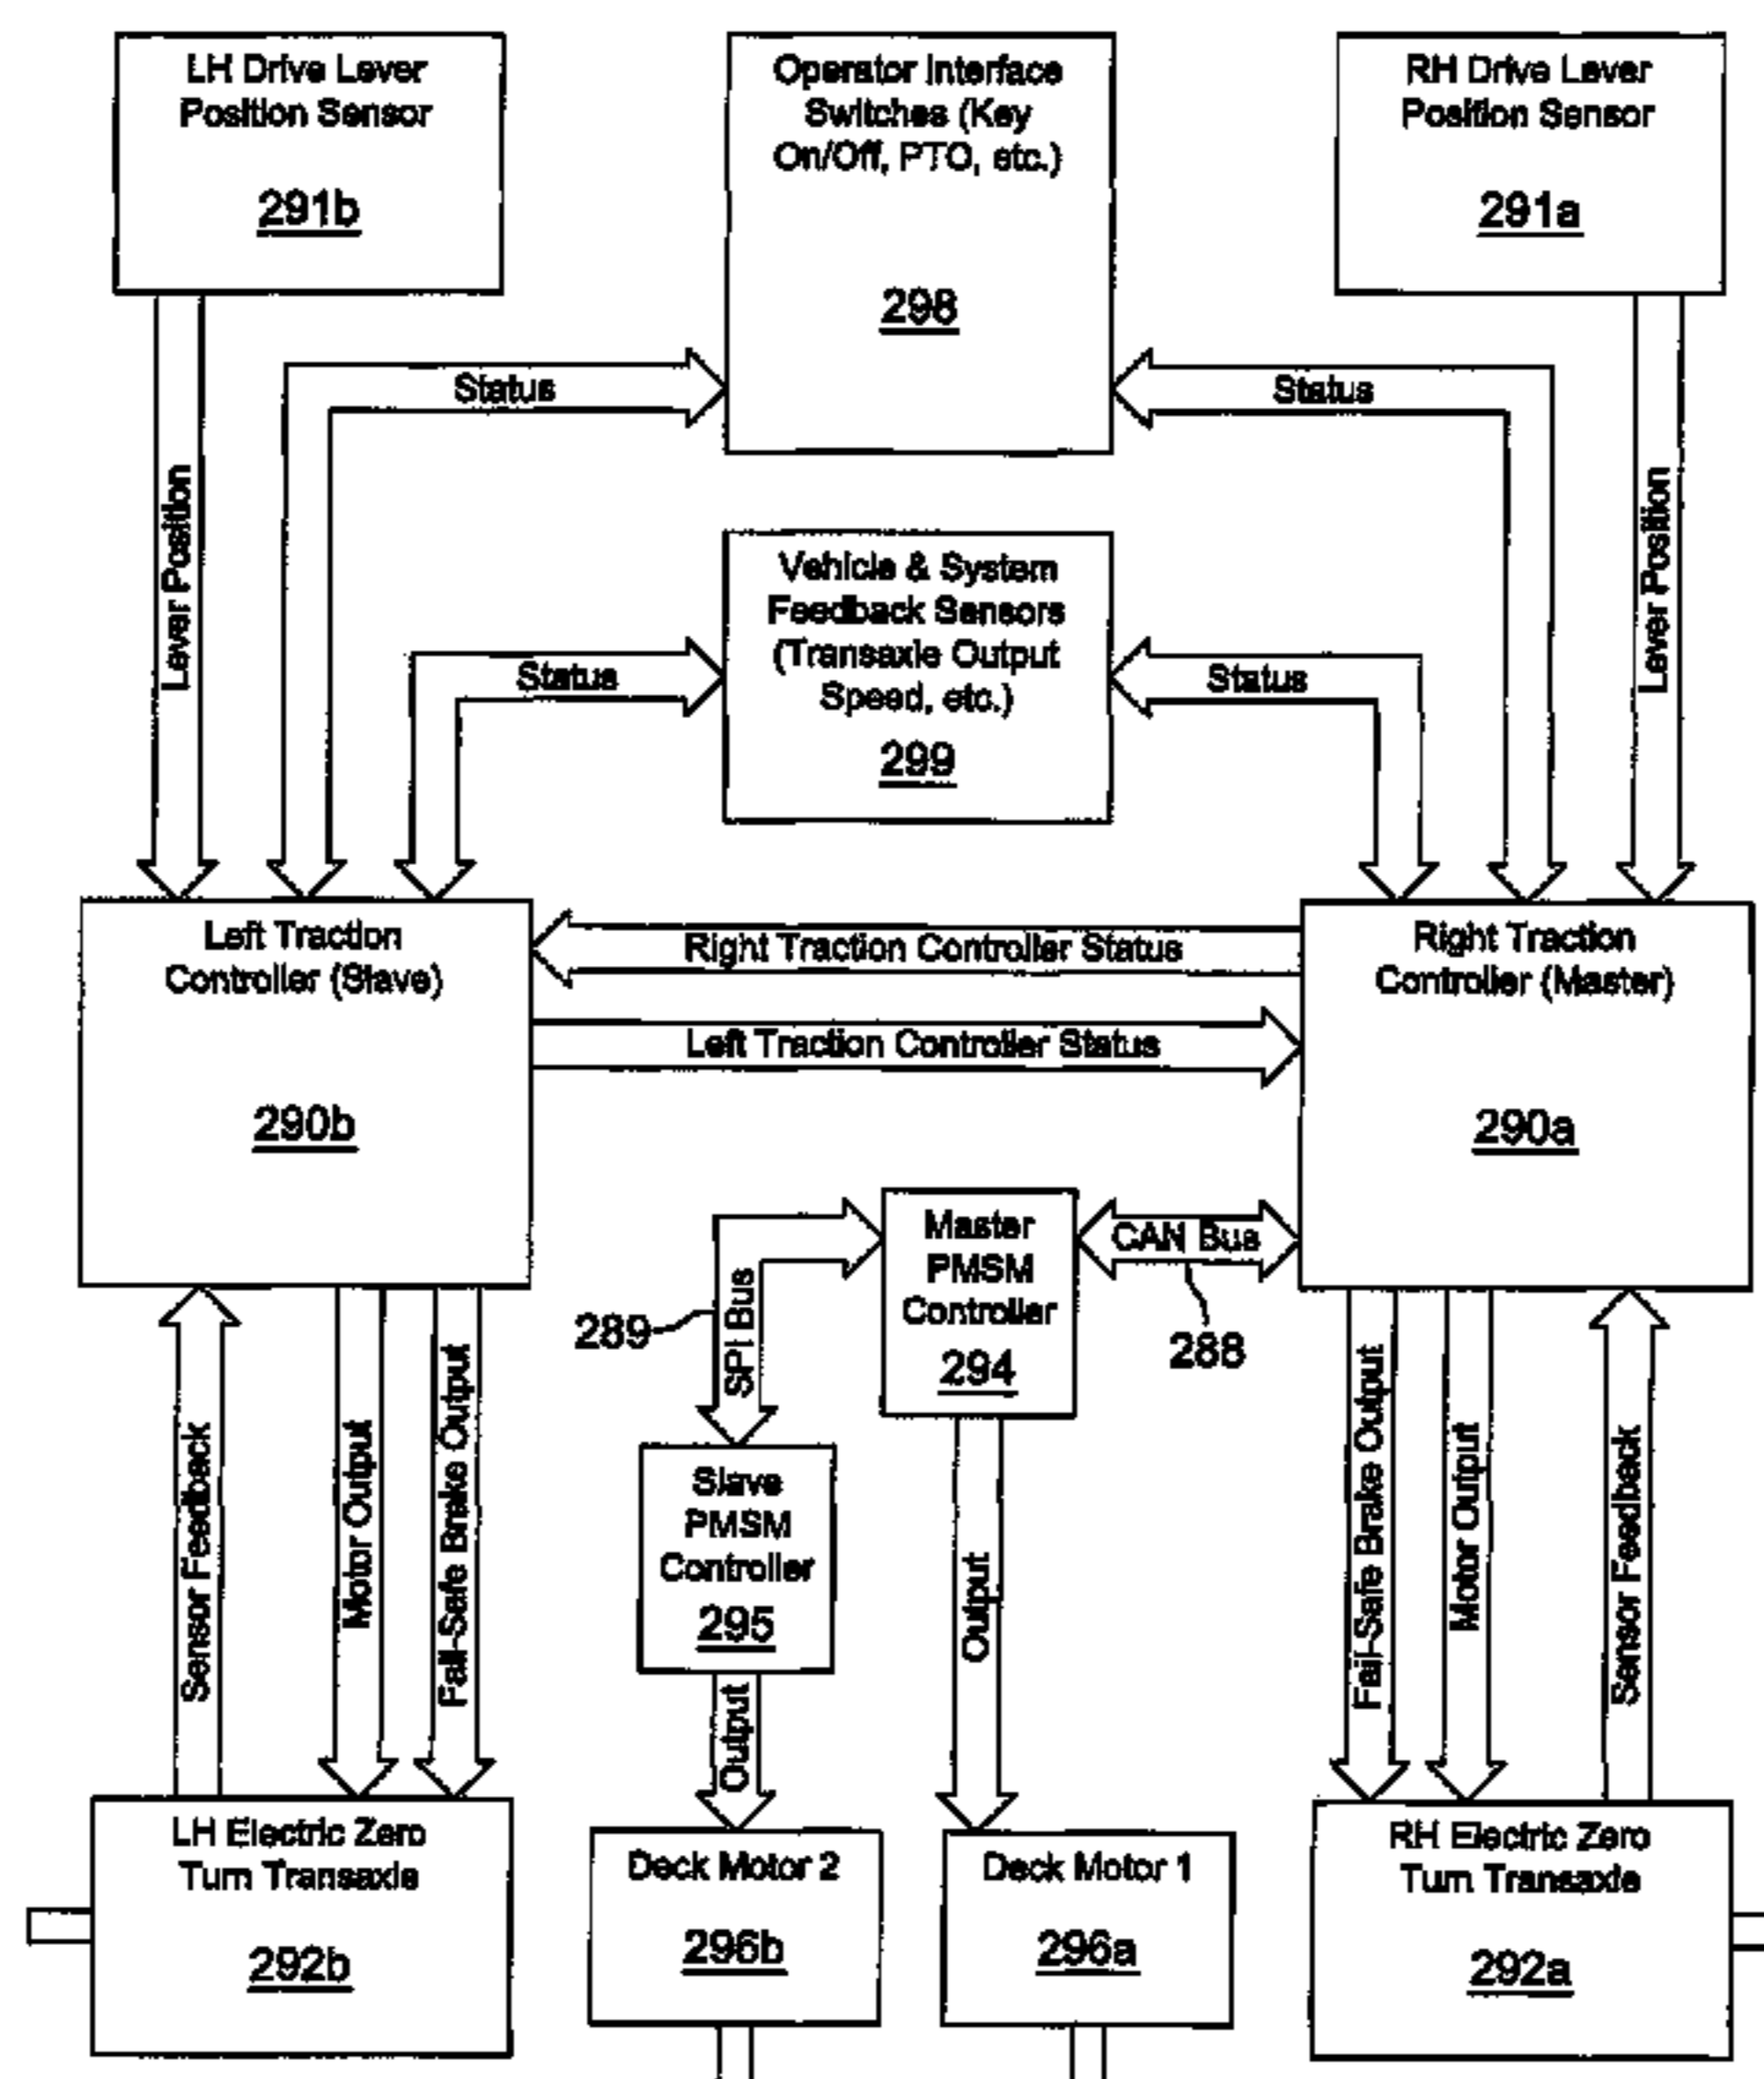 LH Drive Lever
Position Sensor
291b
Operator Interface
Switches (Key
On/Off, PTO, etc.)
298
RH Drive Lever
Position Sensor
291a
Status
Status
Lever Position
Lever Position
Vehicle & System
Feedback Sensors
(Transaxle Output
Speed, etc.)
299
Status
Status
Left Traction
Controller (Slave)
290b
Right Traction Controller Status
Left Traction Controller Status
Right Traction
Controller (Master)
290a
Master
PMSM
Controller
294
CAN Bus
288
SPI Bus
289
Slave
PMSM
Controller
295
Sensor Feedback
Motor Output
Fail-Safe Brake Output
Output
Output
Fail-Safe Brake Output
Motor Output
Sensor Feedback
LH Electric Zero
Turn Transaxle
292b
Deck Motor 2
296b
Deck Motor 1
296a
RH Electric Zero
Turn Transaxle
292a